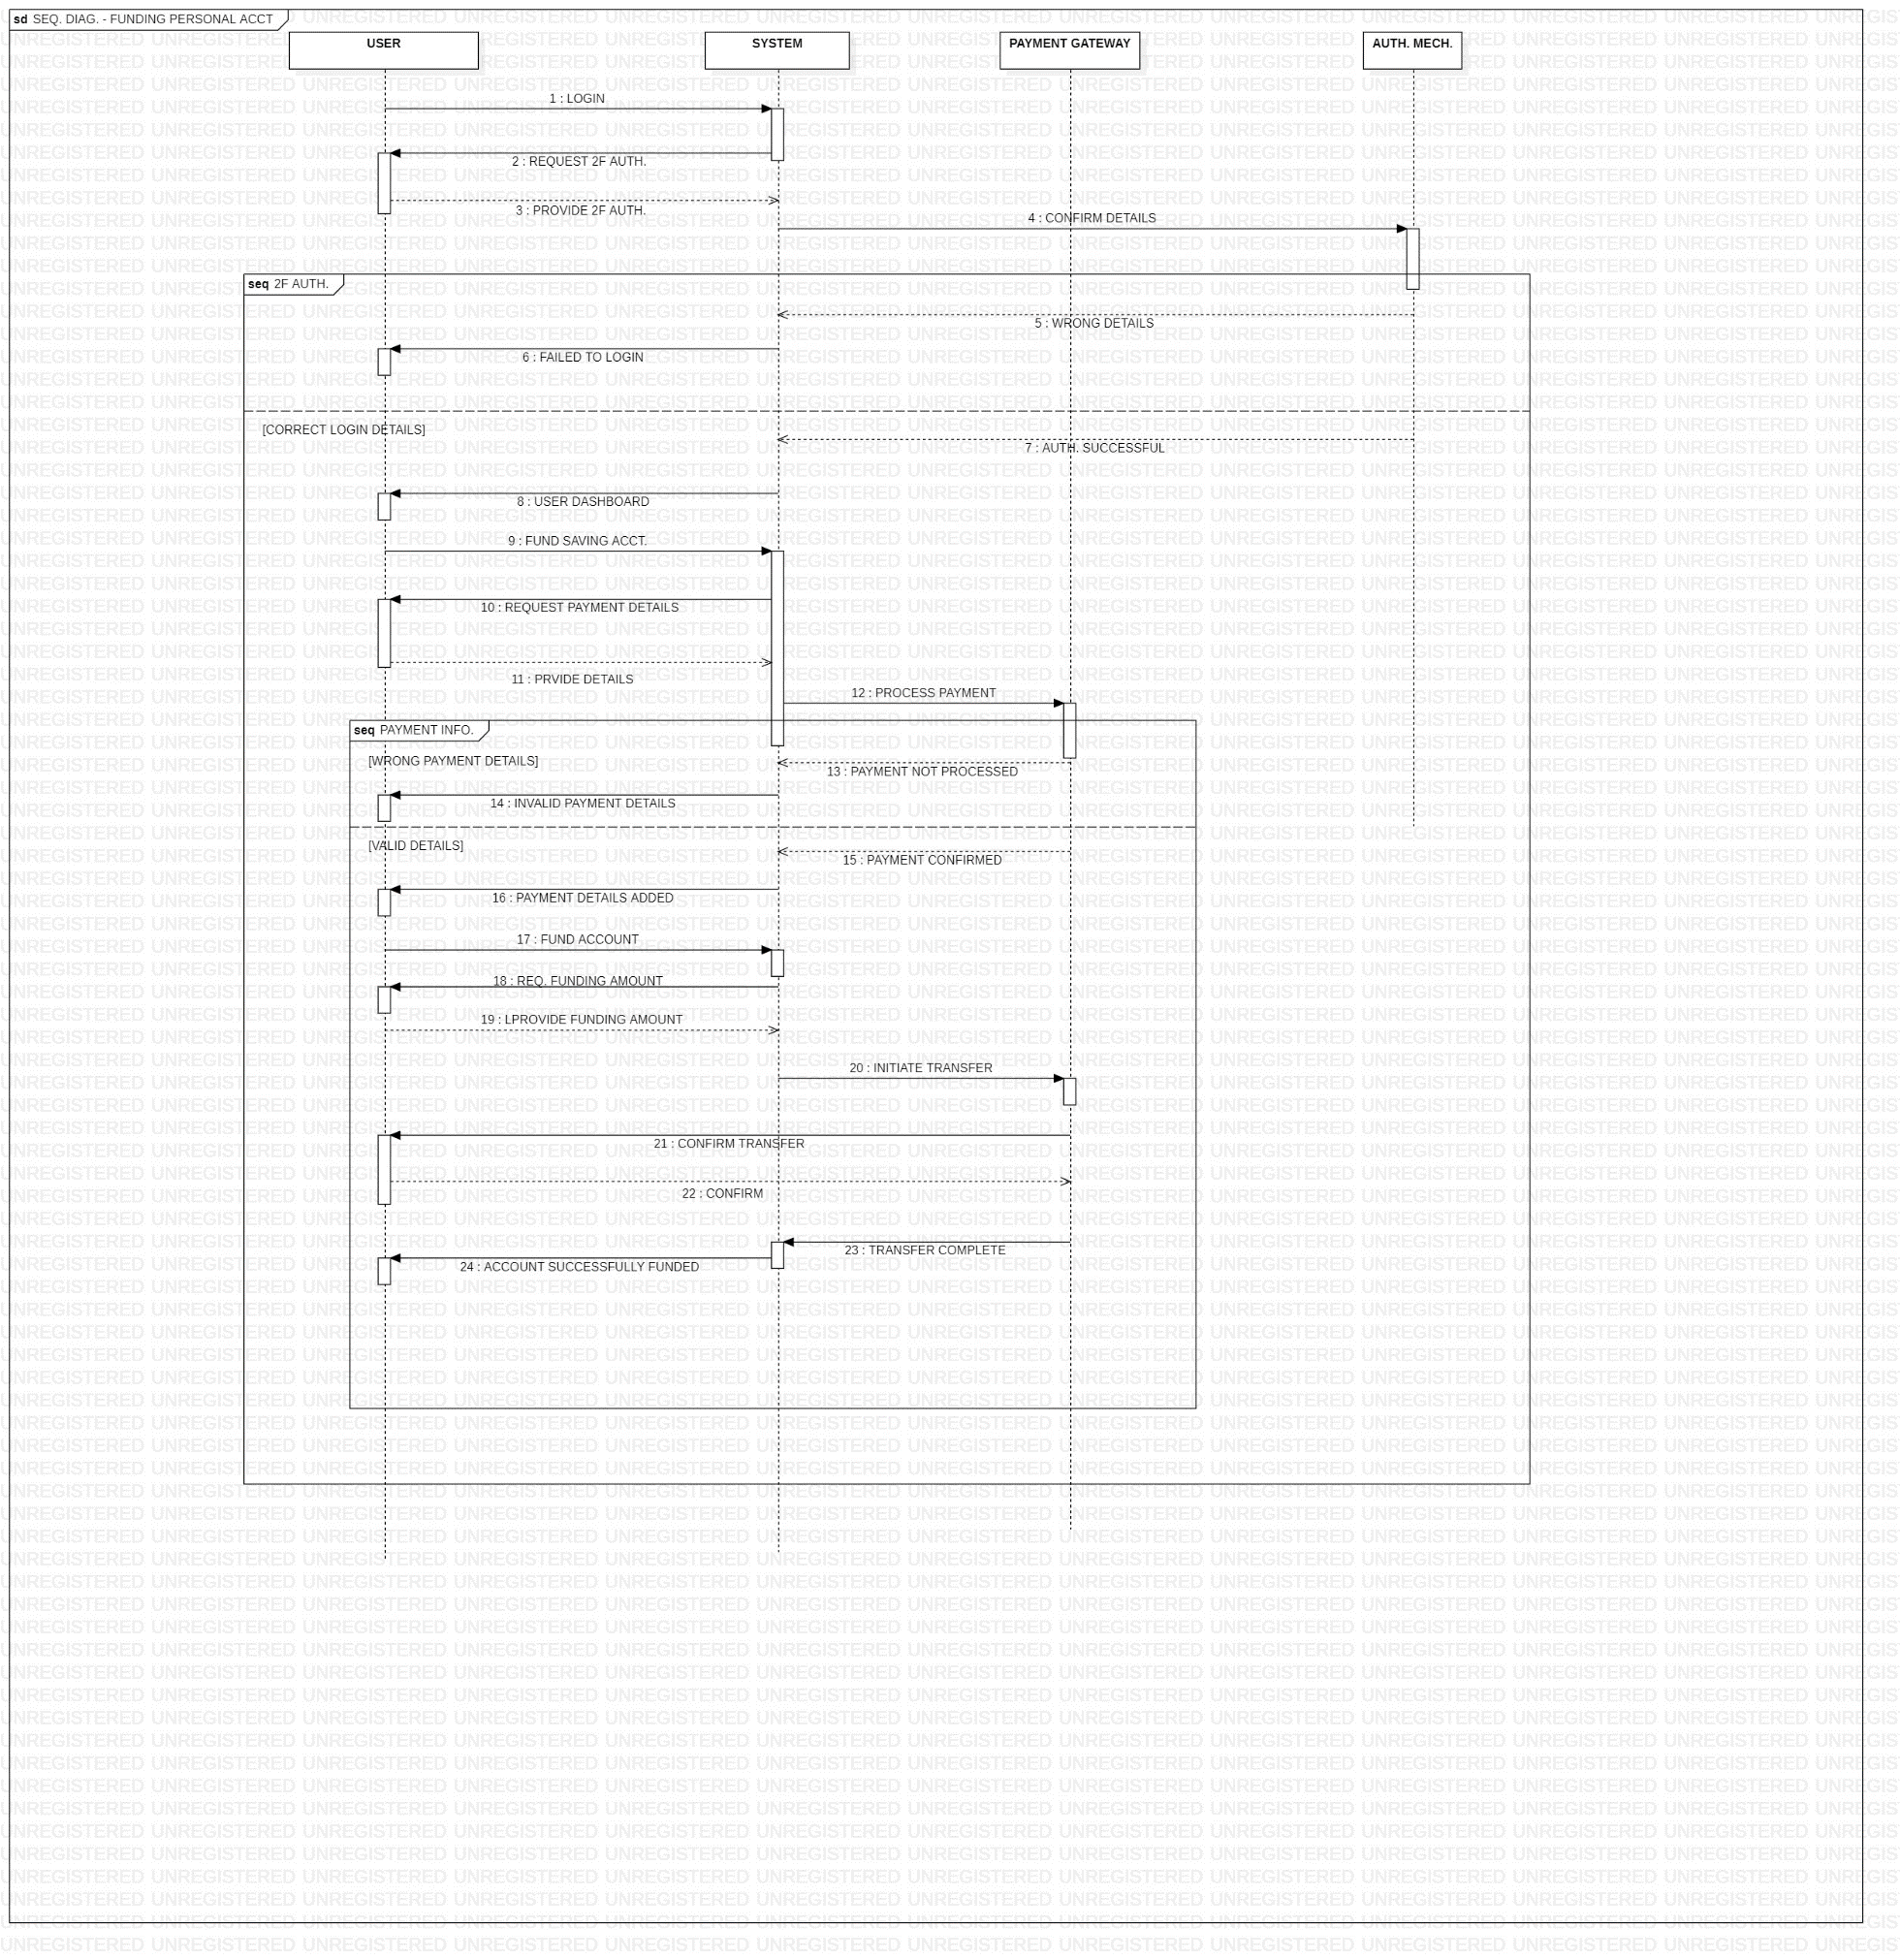 sd SEQ. DIAG. - FUNDING PERSONAL ACCT
USER
SYSTEM
PAYMENT GATEWAY
AUTH. MECH.
1 : LOGIN
2 : REQUEST 2F AUTH.
3 : PROVIDE 2F AUTH.
4 : CONFIRM DETAILS
seq 2F AUTH.
5 : WRONG DETAILS
6 : FAILED TO LOGIN
[CORRECT LOGIN DETAILS]
7 : AUTH. SUCCESSFUL
8 : USER DASHBOARD
9 : FUND SAVING ACCT.
10 : REQUEST PAYMENT DETAILS
11 : PRVIDE DETAILS
12 : PROCESS PAYMENT
seq PAYMENT INFO.
[WRONG PAYMENT DETAILS]
13 : PAYMENT NOT PROCESSED
14 : INVALID PAYMENT DETAILS
[VALID DETAILS]
15 : PAYMENT CONFIRMED
16 : PAYMENT DETAILS ADDED
17 : FUND ACCOUNT
18 : REQ. FUNDING AMOUNT
19 : LPROVIDE FUNDING AMOUNT
20 : INITIATE TRANSFER
21 : CONFIRM TRANSFER
22 : CONFIRM
23 : TRANSFER COMPLETE
24 : ACCOUNT SUCCESSFULLY FUNDED
UNREGISTERED